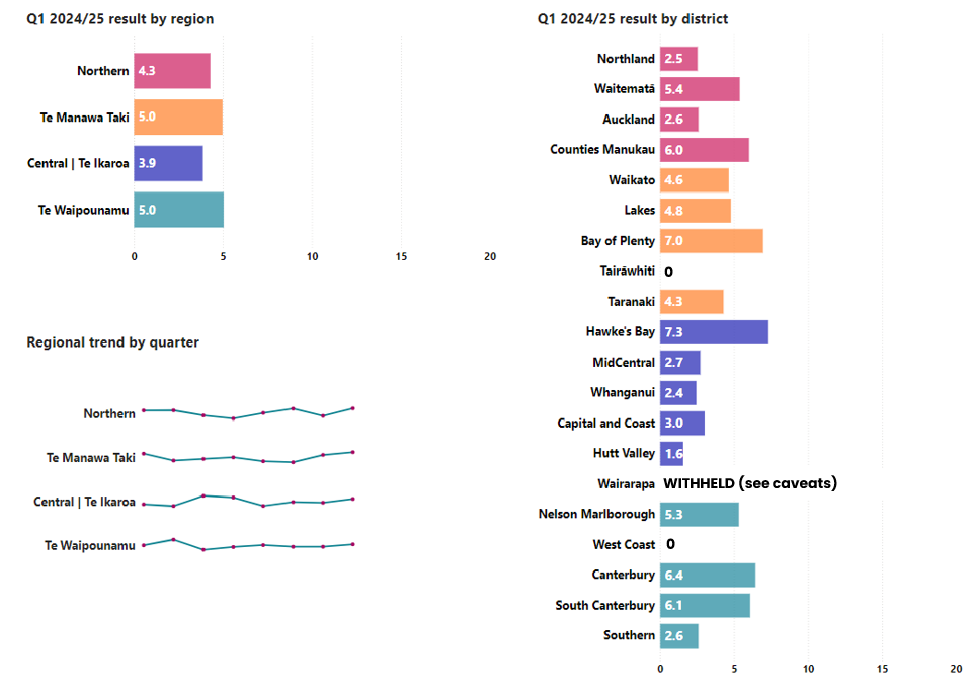 Q1 2024/25 result by region
Northern 4.3
Te Manawa Taki 5.0
Central | Te Ikaroa 3.9
Te Waipounamu 5.0
0 5 10 15 20
Regional trend by quarter
Northern
Te Manawa Taki
Central | Te Ikaroa
Te Waipounamu
Q1 2024/25 result by district
Northland 2.5
Waitematā 5.4
Auckland 2.6
Counties Manukau 6.0
Waikato 4.6
Lakes 4.8
Bay of Plenty 7.0
Tairāwhiti 0
Taranaki 4.3
Hawke's Bay 7.3
MidCentral 2.7
Whanganui 2.4
Capital and Coast 3.0
Hutt Valley 1.6
Wairarapa WITHHELD (see caveats)
Nelson Marlborough 5.3
West Coast 0
Canterbury 6.4
South Canterbury 6.1
Southern 2.6
0 5 10 15 20